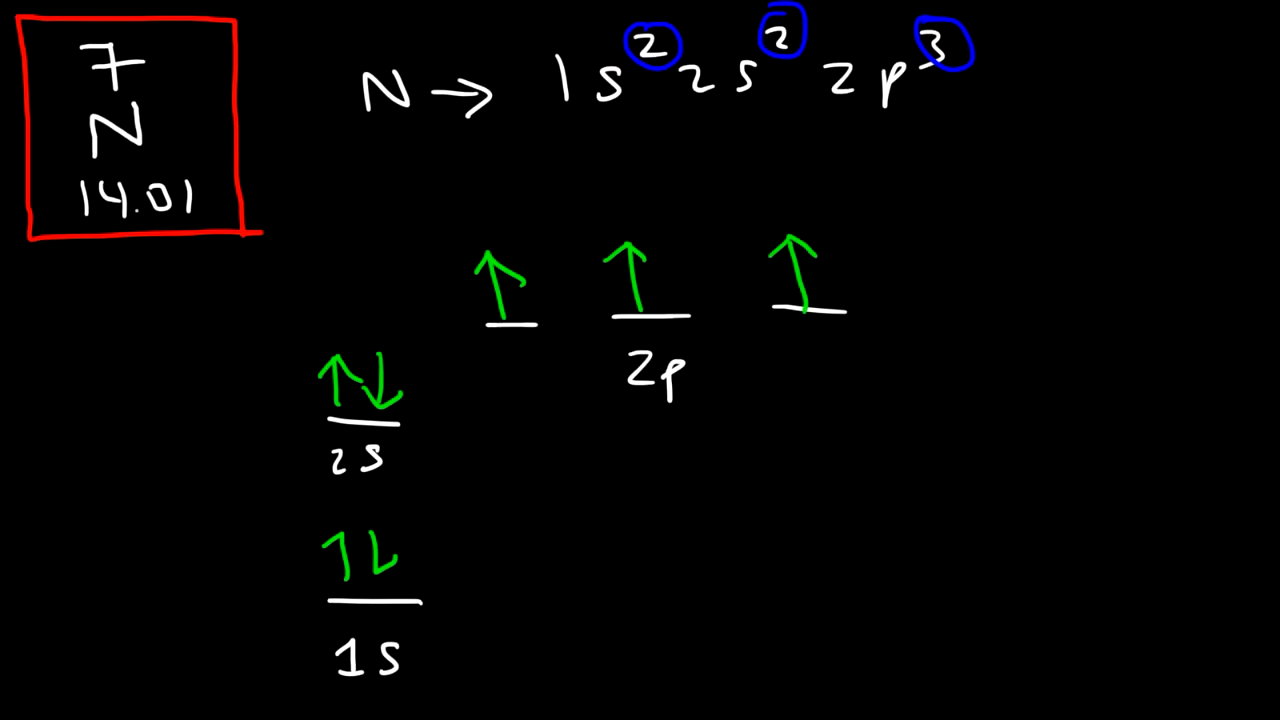 7
N
14.01
N → 1s² 2s² 2p³
↑ ↑ ↑
2p
↑↓
2s
↑↓
1s